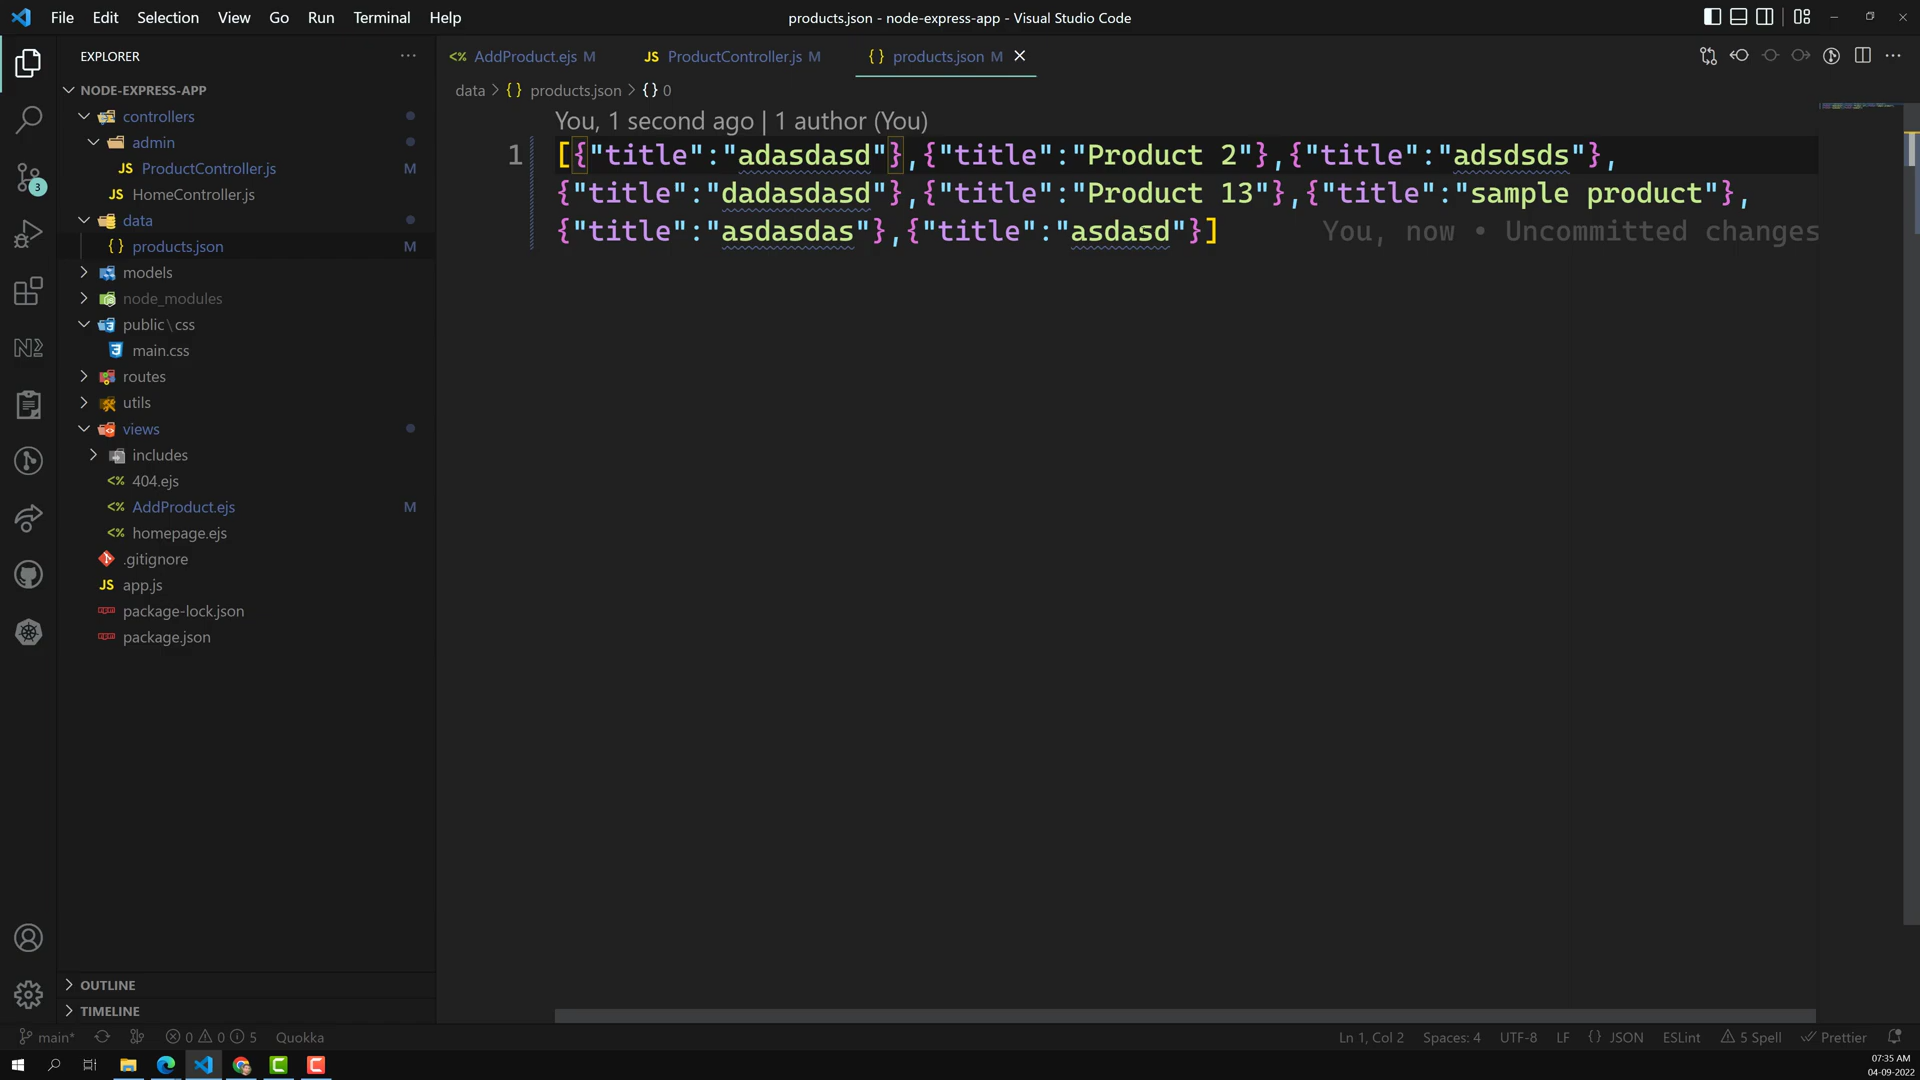 File Edit Selection View Go Run Terminal Help
products.json - node-express-app - Visual Studio Code
EXPLORER
NODE-EXPRESS-APP
controllers
admin
JS ProductController.js M
JS HomeController.js
data
{ } products.json M
models
node_modules
public\css
main.css
routes
utils
views
includes
<% 404.ejs
<% AddProduct.ejs M
<% homepage.ejs
.gitignore
JS app.js
package-lock.json
package.json
OUTLINE
TIMELINE
3
<% AddProduct.ejs M
JS ProductController.js M
{ } products.json M
data > { } products.json > { } 0
You, 1 second ago | 1 author (You)
1 [{"title":"adasdasd"},{"title":"Product 2"},{"title":"adsdsds"},
{"title":"dadasdasd"},{"title":"Product 13"},{"title":"sample product"},
{"title":"asdasdas"},{"title":"asdasd"}] You, now • Uncommitted changes
main* 0 0 5 Quokka
Ln 1, Col 2 Spaces: 4 UTF-8 LF { } JSON ESLint 5 Spell Prettier
07:35 AM
04-09-2022